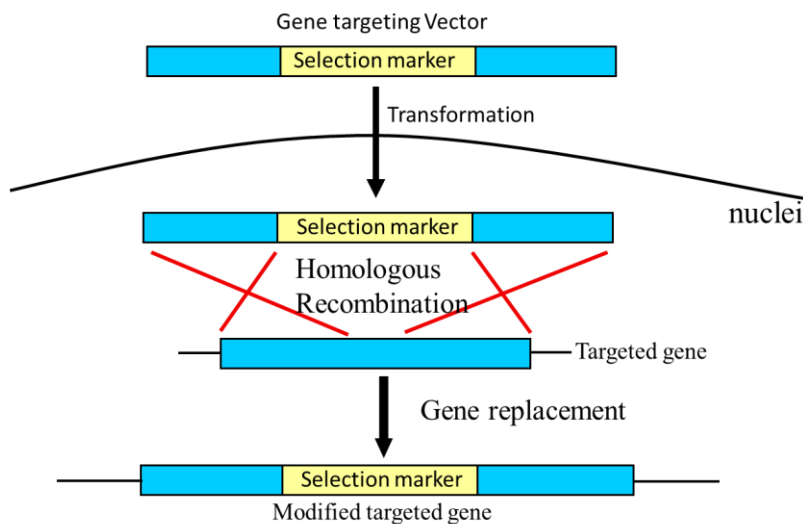 Gene targeting Vector
Selection marker
Transformation
nuclei
Selection marker
Homologous
Recombination
Targeted gene
Gene replacement
Selection marker
Modified targeted gene